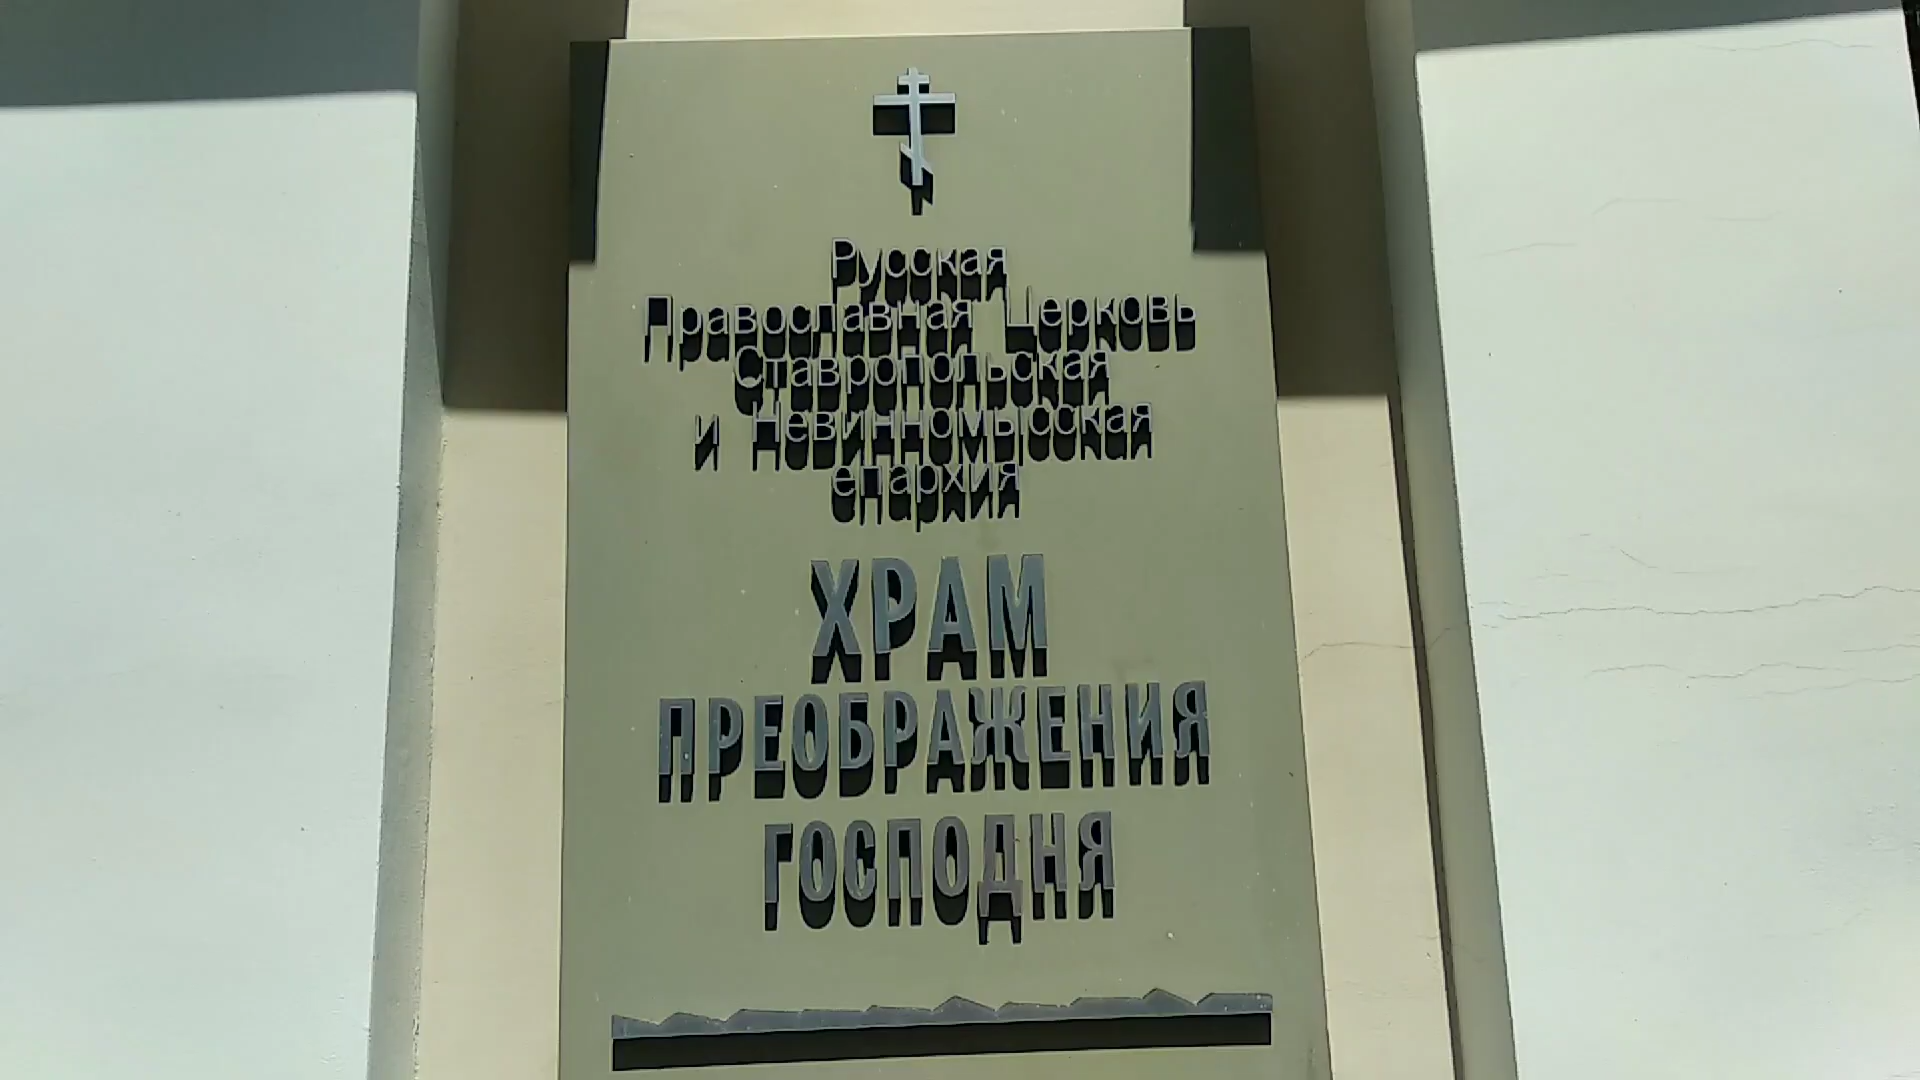 Русская
Православная Церковь
Ставропольская
и Невинномысская
епархия
ХРАМ
ПРЕОБРАЖЕНИЯ
ГОСПОДНЯ